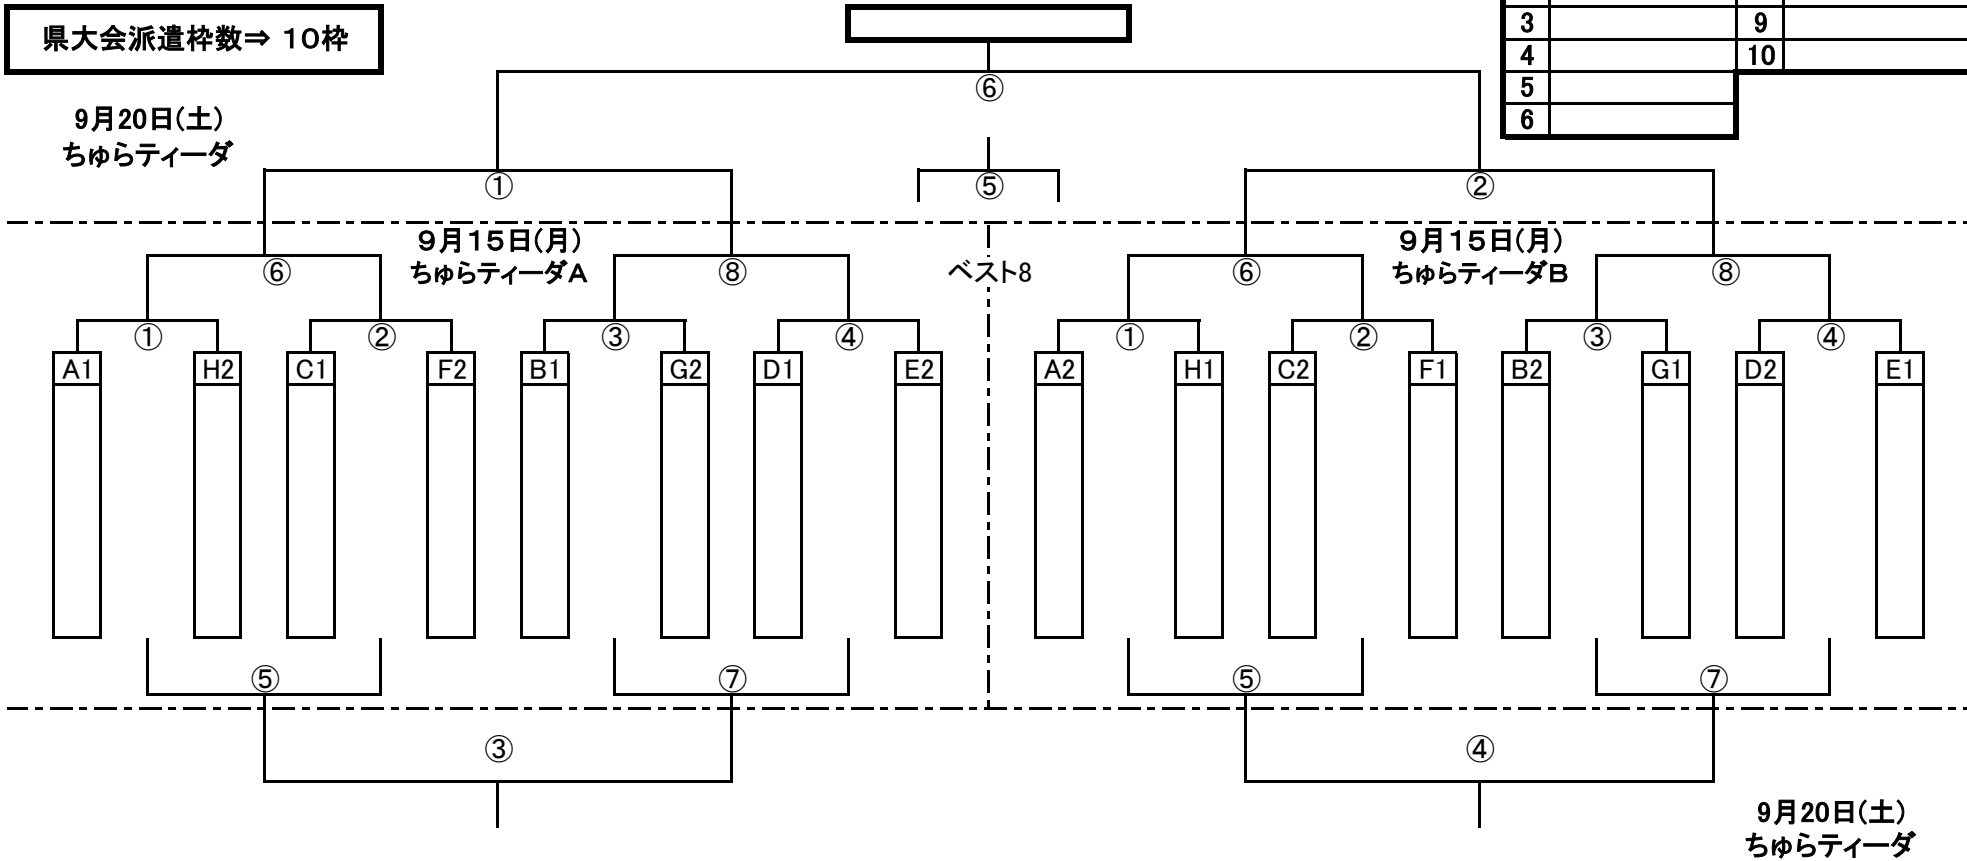 県大会派遣枠数⇒ 10枠
3 9
4 10
5
6
⑥
9月20日(土)
ちゅらティーダ
① ⑤ ②
9月15日(月) 9月15日(月)
ちゅらティーダA ちゅらティーダB
⑥ ⑧ ベスト8 ⑥ ⑧
① ② ③ ④ ① ② ③ ④
A1 H2 C1 F2 B1 G2 D1 E2 A2 H1 C2 F1 B2 G1 D2 E1
⑤ ⑦ ⑤ ⑦
③ ④
9月20日(土)
ちゅらティーダ